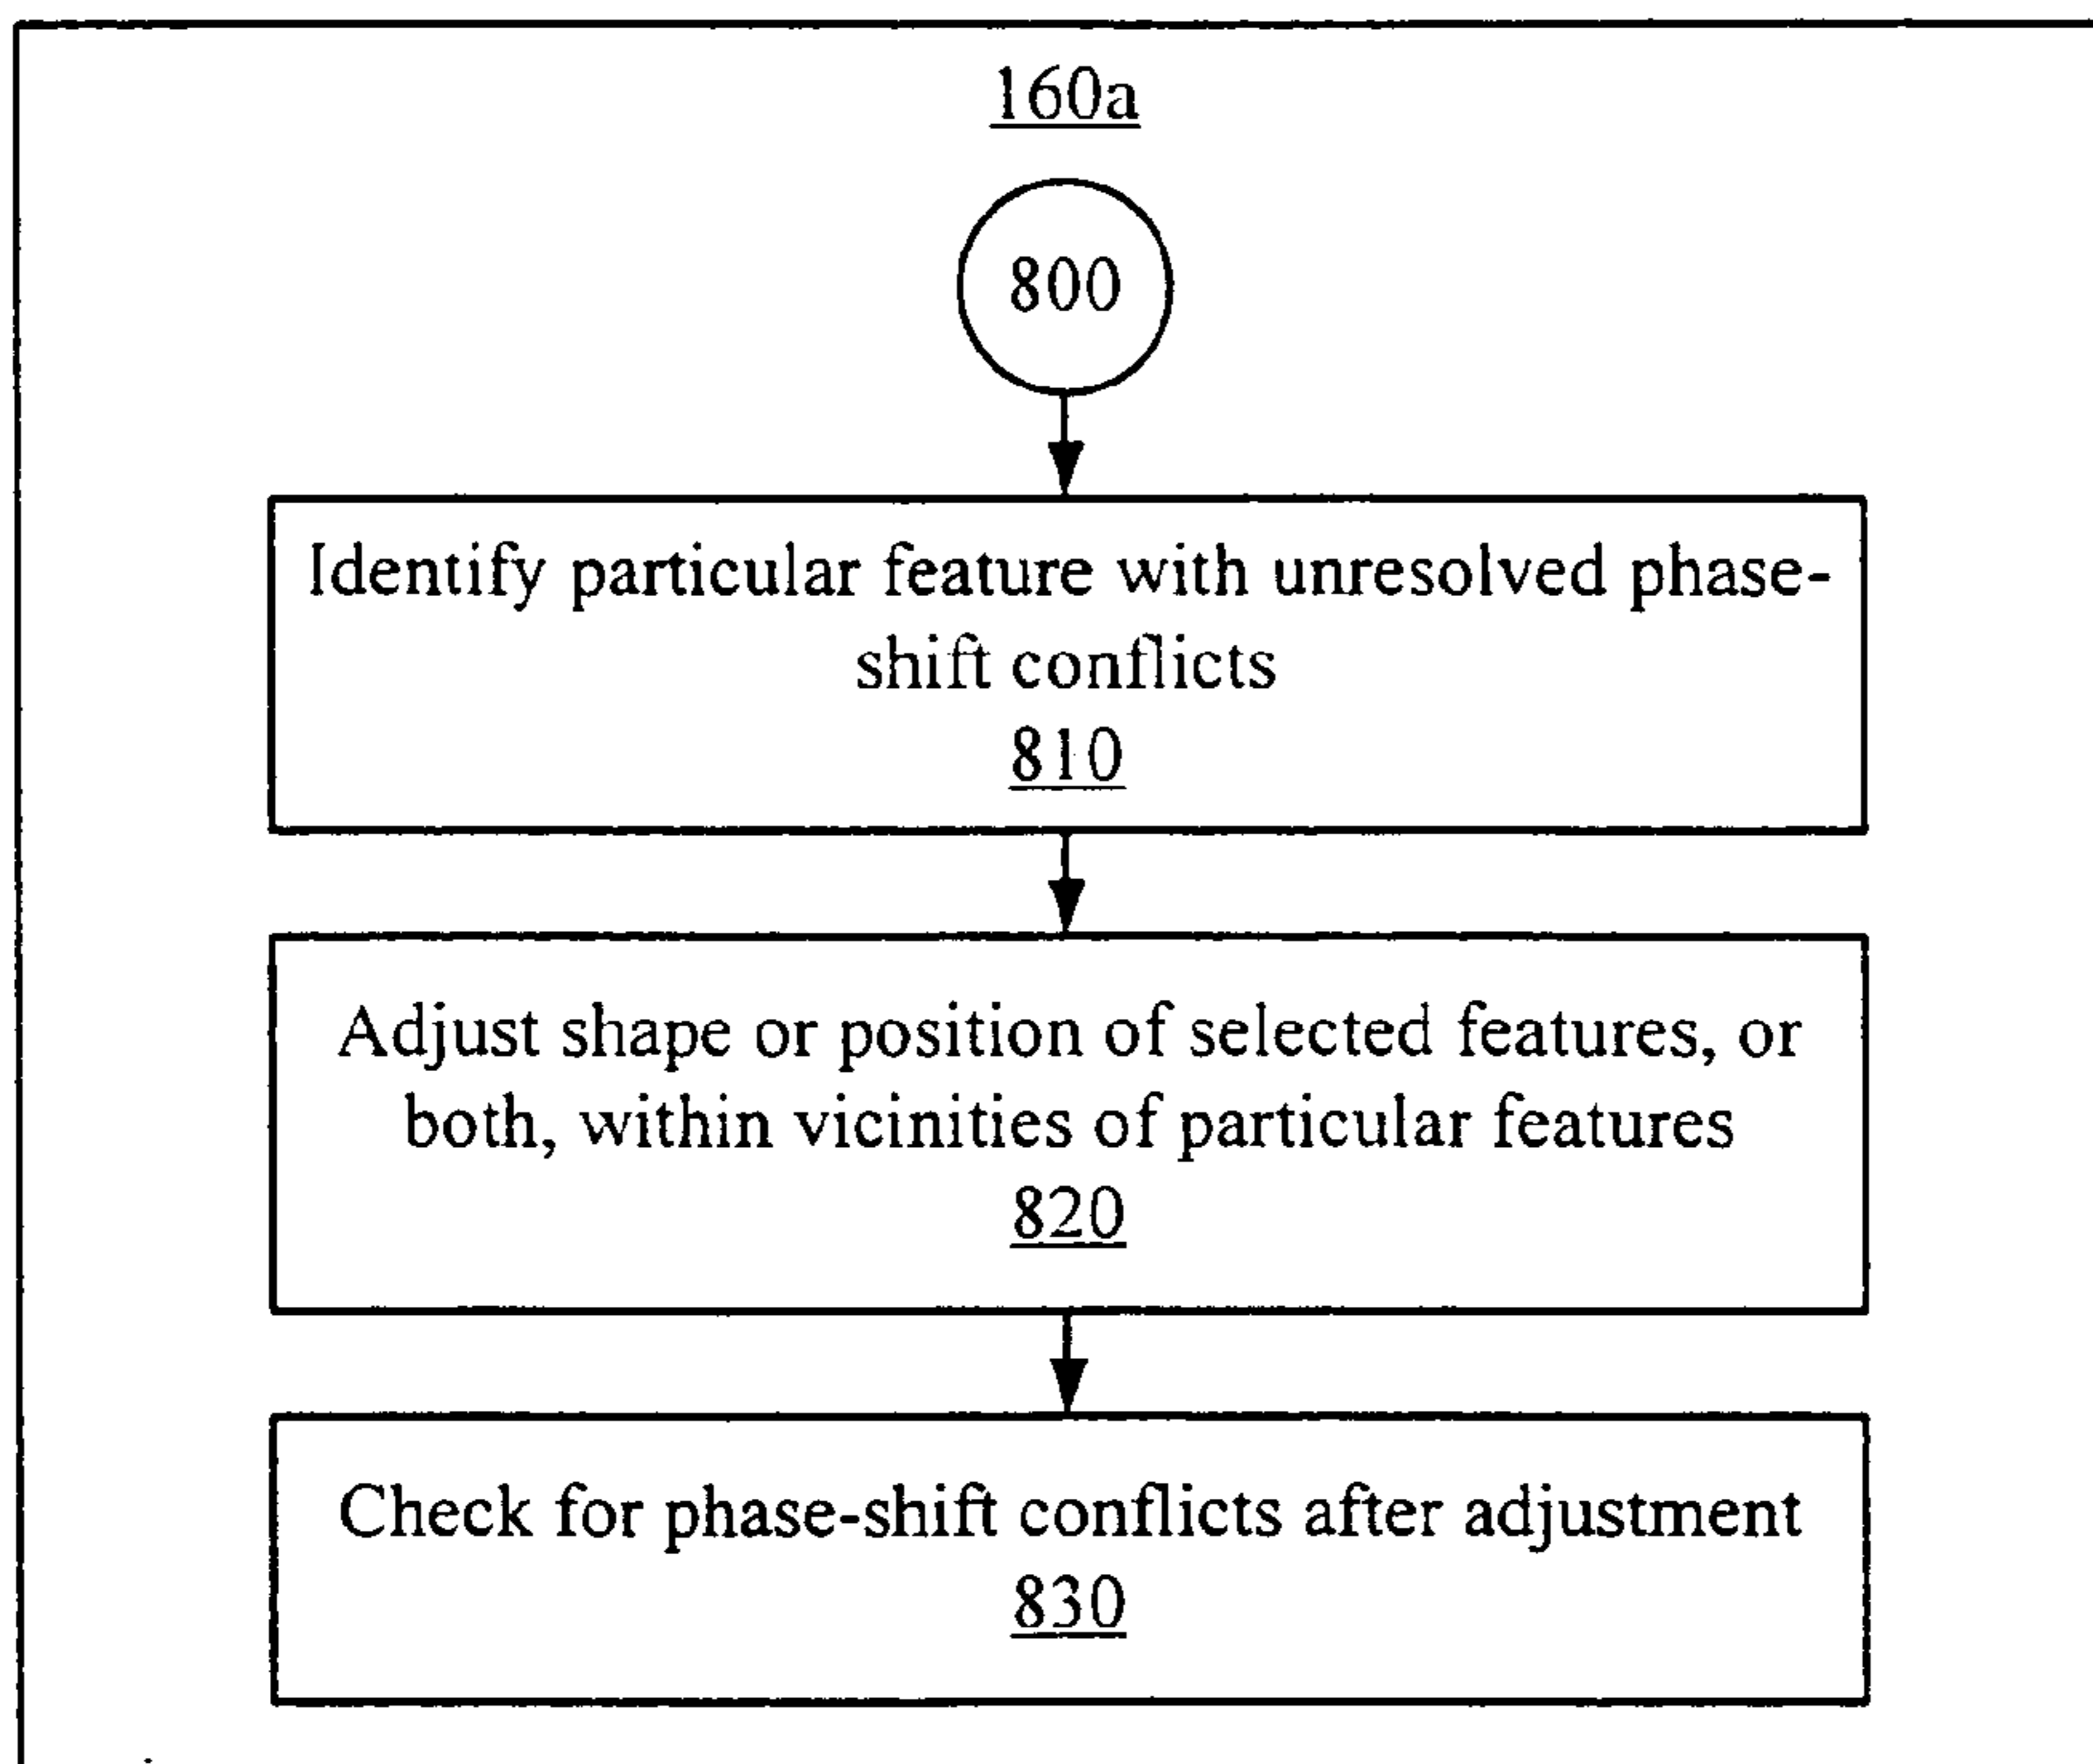 160a
800
Identify particular feature with unresolved phase-
shift conflicts
810
Adjust shape or position of selected features, or
both, within vicinities of particular features
820
Check for phase-shift conflicts after adjustment
830